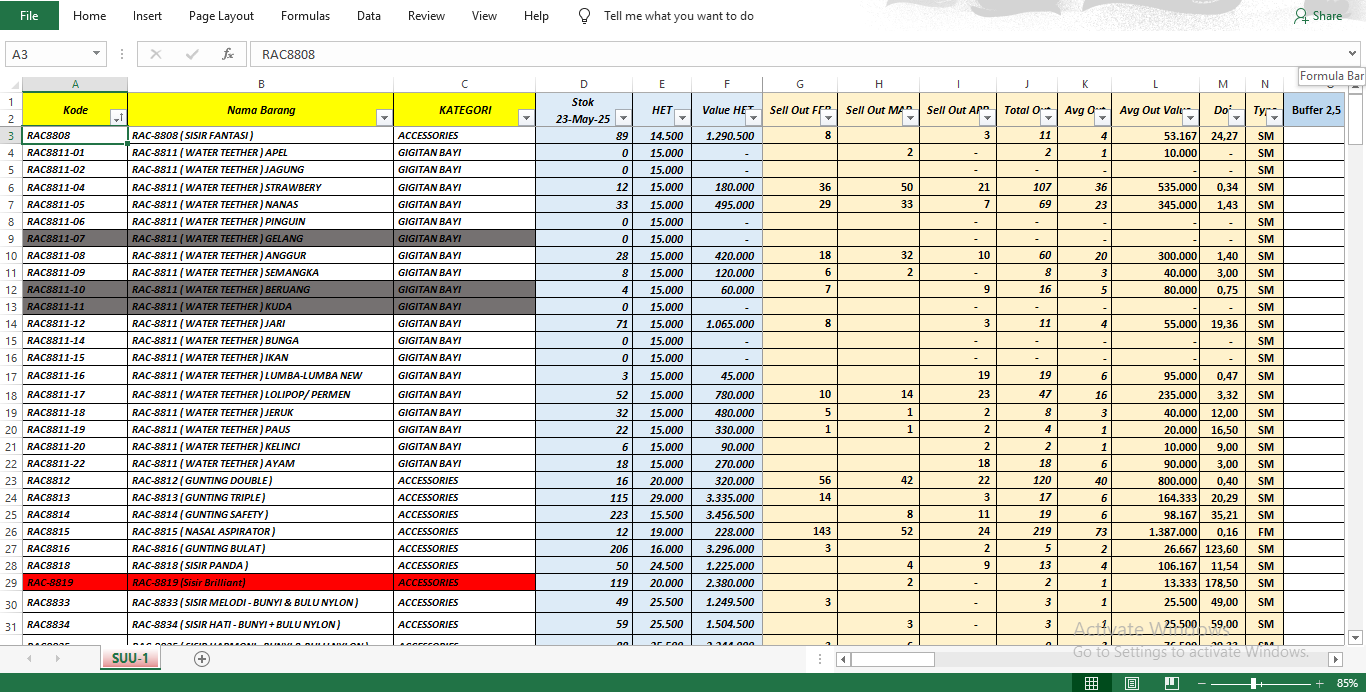 File Home Insert Page Layout Formulas Data Review View Help Tell me what you want to do Share
A3 fx RAC8808
Formula Bar
A B C D E F G H I J K L M N
1 2 Kode Nama Barang KATEGORI Stok 23-May-25 HET Value HET Sell Out FEB Sell Out MAR Sell Out APR Total O Avg O Avg Out Value Doi Type Buffer 2,5
3 RAC8808 RAC-8808 ( SISIR FANTASI ) ACCESSORIES 89 14.500 1.290.500 8 3 11 4 53.167 24,27 SM
4 RAC8811-01 RAC-8811 ( WATER TEETHER ) APEL GIGITAN BAYI 0 15.000 - 2 - 2 1 10.000 - SM
5 RAC8811-02 RAC-8811 ( WATER TEETHER ) JAGUNG GIGITAN BAYI 0 15.000 - - - - - - SM
6 RAC8811-04 RAC-8811 ( WATER TEETHER ) STRAWBERY GIGITAN BAYI 12 15.000 180.000 36 50 21 107 36 535.000 0,34 SM
7 RAC8811-05 RAC-8811 ( WATER TEETHER ) NANAS GIGITAN BAYI 33 15.000 495.000 29 33 7 69 23 345.000 1,43 SM
8 RAC8811-06 RAC-8811 ( WATER TEETHER ) PINGUIN GIGITAN BAYI 0 15.000 - - - - - - SM
9 RAC8811-07 RAC-8811 ( WATER TEETHER ) GELANG GIGITAN BAYI 0 15.000 - - - - - - SM
10 RAC8811-08 RAC-8811 ( WATER TEETHER ) ANGGUR GIGITAN BAYI 28 15.000 420.000 18 32 10 60 20 300.000 1,40 SM
11 RAC8811-09 RAC-8811 ( WATER TEETHER ) SEMANGKA GIGITAN BAYI 8 15.000 120.000 6 2 - 8 3 40.000 3,00 SM
12 RAC8811-10 RAC-8811 ( WATER TEETHER ) BERUANG GIGITAN BAYI 4 15.000 60.000 7 9 16 5 80.000 0,75 SM
13 RAC8811-11 RAC-8811 ( WATER TEETHER ) KUDA GIGITAN BAYI 0 15.000 - - - - - - SM
14 RAC8811-12 RAC-8811 ( WATER TEETHER ) JARI GIGITAN BAYI 71 15.000 1.065.000 8 3 11 4 55.000 19,36 SM
15 RAC8811-14 RAC-8811 ( WATER TEETHER ) BUNGA GIGITAN BAYI 0 15.000 - - - - - - SM
16 RAC8811-15 RAC-8811 ( WATER TEETHER ) IKAN GIGITAN BAYI 0 15.000 - - - - - - SM
17 RAC8811-16 RAC-8811 ( WATER TEETHER ) LUMBA-LUMBA NEW GIGITAN BAYI 3 15.000 45.000 19 19 6 95.000 0,47 SM
18 RAC8811-17 RAC-8811 ( WATER TEETHER ) LOLIPOP/ PERMEN GIGITAN BAYI 52 15.000 780.000 10 14 23 47 16 235.000 3,32 SM
19 RAC8811-18 RAC-8811 ( WATER TEETHER ) JERUK GIGITAN BAYI 32 15.000 480.000 5 1 2 8 3 40.000 12,00 SM
20 RAC8811-19 RAC-8811 ( WATER TEETHER ) PAUS GIGITAN BAYI 22 15.000 330.000 1 1 2 4 1 20.000 16,50 SM
21 RAC8811-20 RAC-8811 ( WATER TEETHER ) KELINCI GIGITAN BAYI 6 15.000 90.000 2 2 1 10.000 9,00 SM
22 RAC8811-22 RAC-8811 ( WATER TEETHER ) AYAM GIGITAN BAYI 18 15.000 270.000 18 18 6 90.000 3,00 SM
23 RAC8812 RAC-8812 ( GUNTING DOUBLE ) ACCESSORIES 16 20.000 320.000 56 42 22 120 40 800.000 0,40 SM
24 RAC8813 RAC-8813 ( GUNTING TRIPLE ) ACCESSORIES 115 29.000 3.335.000 14 3 17 6 164.333 20,29 SM
25 RAC8814 RAC-8814 ( GUNTING SAFETY ) ACCESSORIES 223 15.500 3.456.500 8 11 19 6 98.167 35,21 SM
26 RAC8815 RAC-8815 ( NASAL ASPIRATOR ) ACCESSORIES 12 19.000 228.000 143 52 24 219 73 1.387.000 0,16 FM
27 RAC8816 RAC-8816 ( GUNTING BULAT ) ACCESSORIES 206 16.000 3.296.000 3 2 5 2 26.667 123,60 SM
28 RAC8818 RAC-8818 ( SISIR PANDA ) ACCESSORIES 50 24.500 1.225.000 4 9 13 4 106.167 11,54 SM
29 RAC-8819 RAC-8819 (Sisir Brilliant) ACCESSORIES 119 20.000 2.380.000 2 - 2 1 13.333 178,50 SM
30 RAC8833 RAC-8833 ( SISIR MELODI - BUNYI & BULU NYLON ) ACCESSORIES 49 25.500 1.249.500 3 - 3 1 25.500 49,00 SM
31 RAC8834 RAC-8834 ( SISIR HATI - BUNYI + BULU NYLON ) ACCESSORIES 59 25.500 1.504.500 3 - 3 1 25.500 59,00 SM
Activate Windows
Go to Settings to activate Windows.
SUU-1
85%